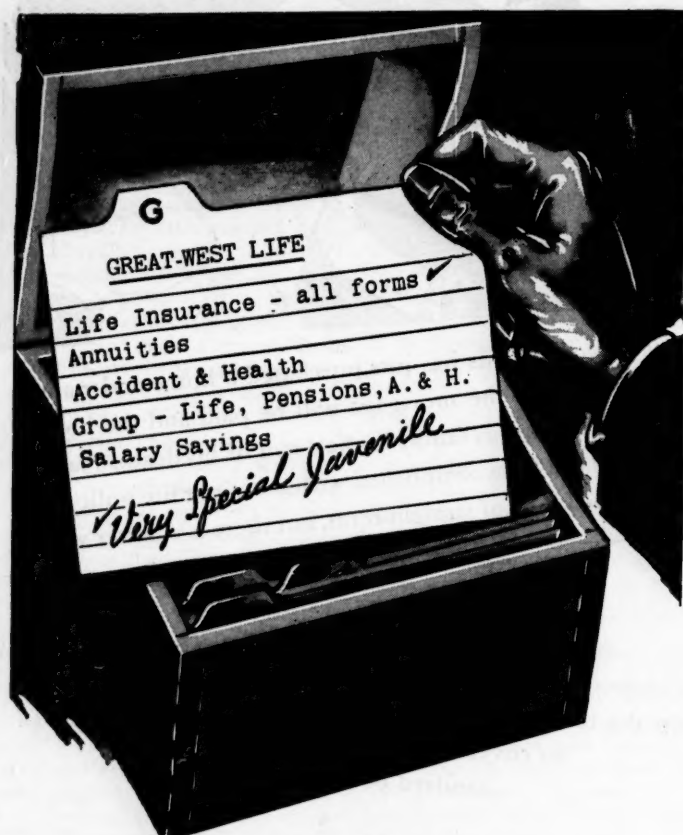 G
GREAT-WEST LIFE
Life Insurance - all forms ✓
Annuities
Accident & Health
Group - Life, Pensions, A. & H.
Salary Savings
✓ Very Special Juvenile